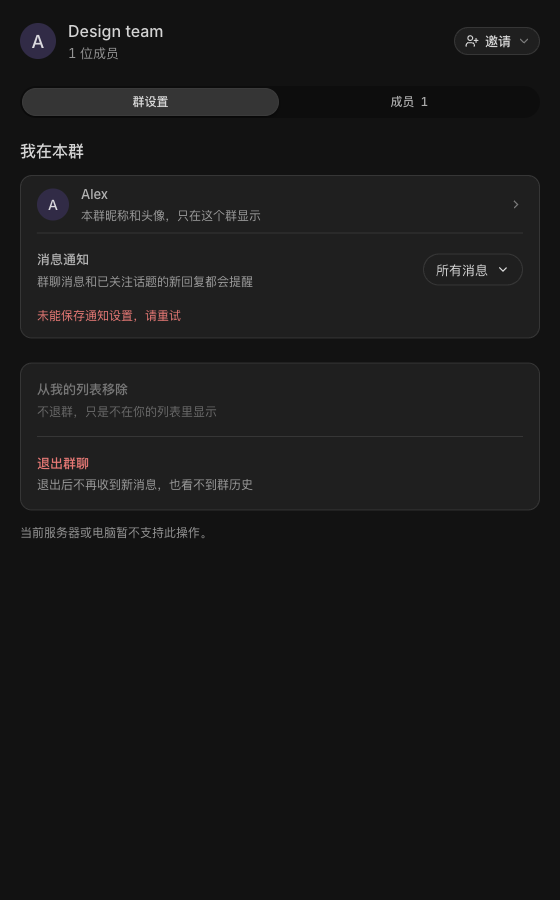 A
Design team
1 位成员
邀请
群设置
成员 1
我在本群
A
Alex
本群昵称和头像，只在这个群显示
消息通知
群聊消息和已关注话题的新回复都会提醒
所有消息
未能保存通知设置，请重试
从我的列表移除
不退群，只是不在你的列表里显示
退出群聊
退出后不再收到新消息，也看不到群历史
当前服务器或电脑暂不支持此操作。